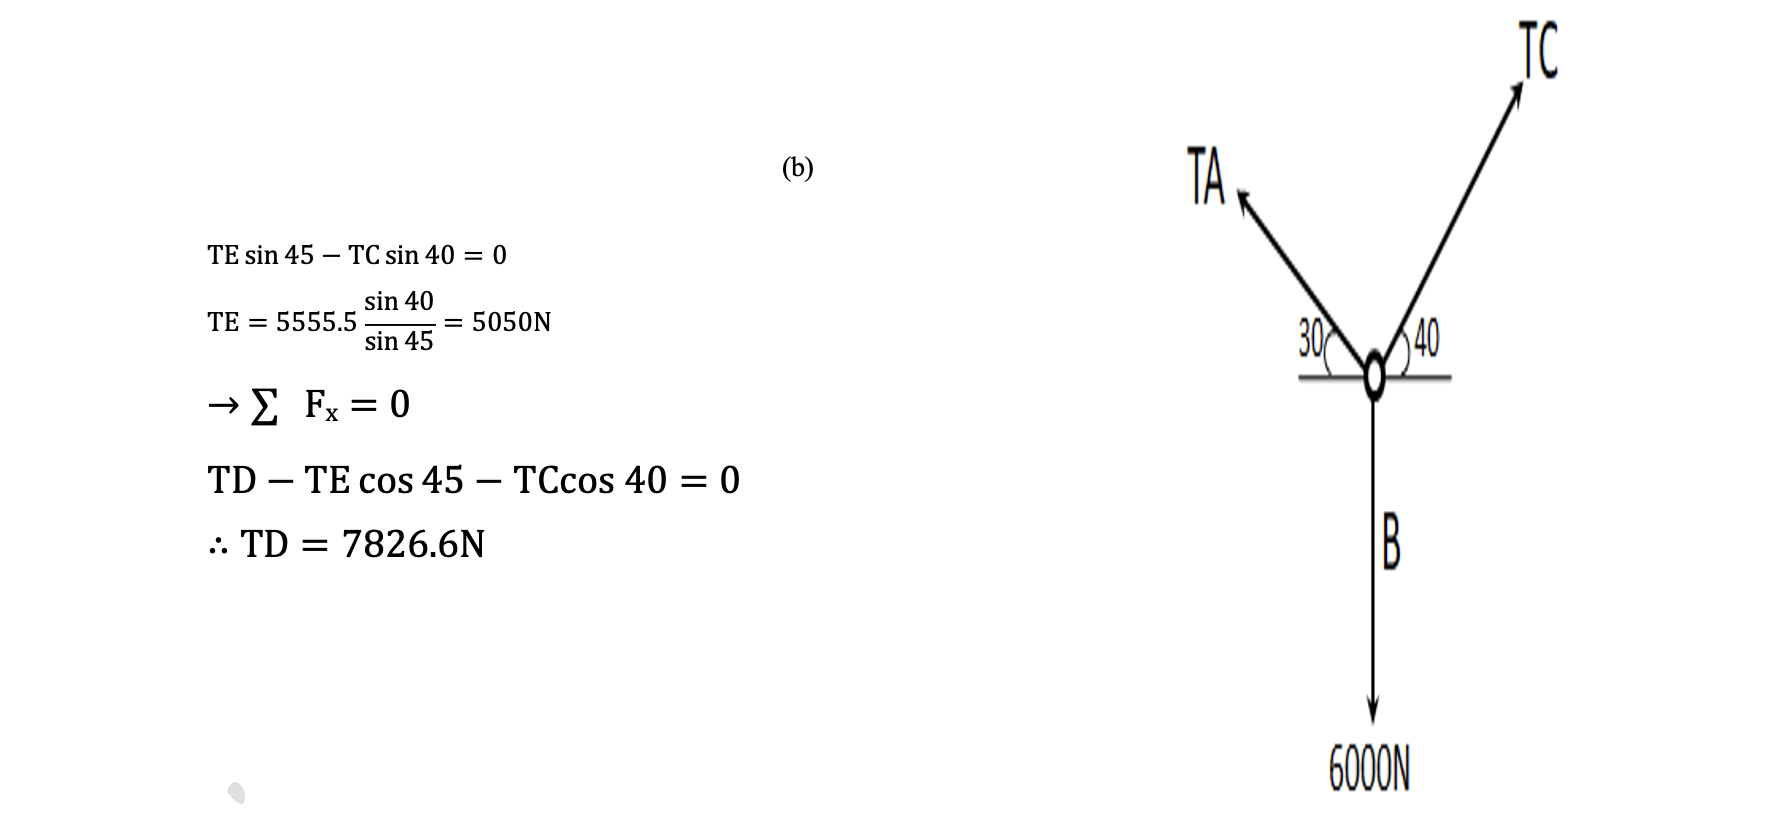 (b)
TE sin 45 − TC sin 40 = 0
TE = 5555.5 sin 40 / sin 45 = 5050N
→ ∑ Fₓ = 0
TD − TE cos 45 − TCcos 40 = 0
∴ TD = 7826.6N
TC
TA
30
40
B
6000N